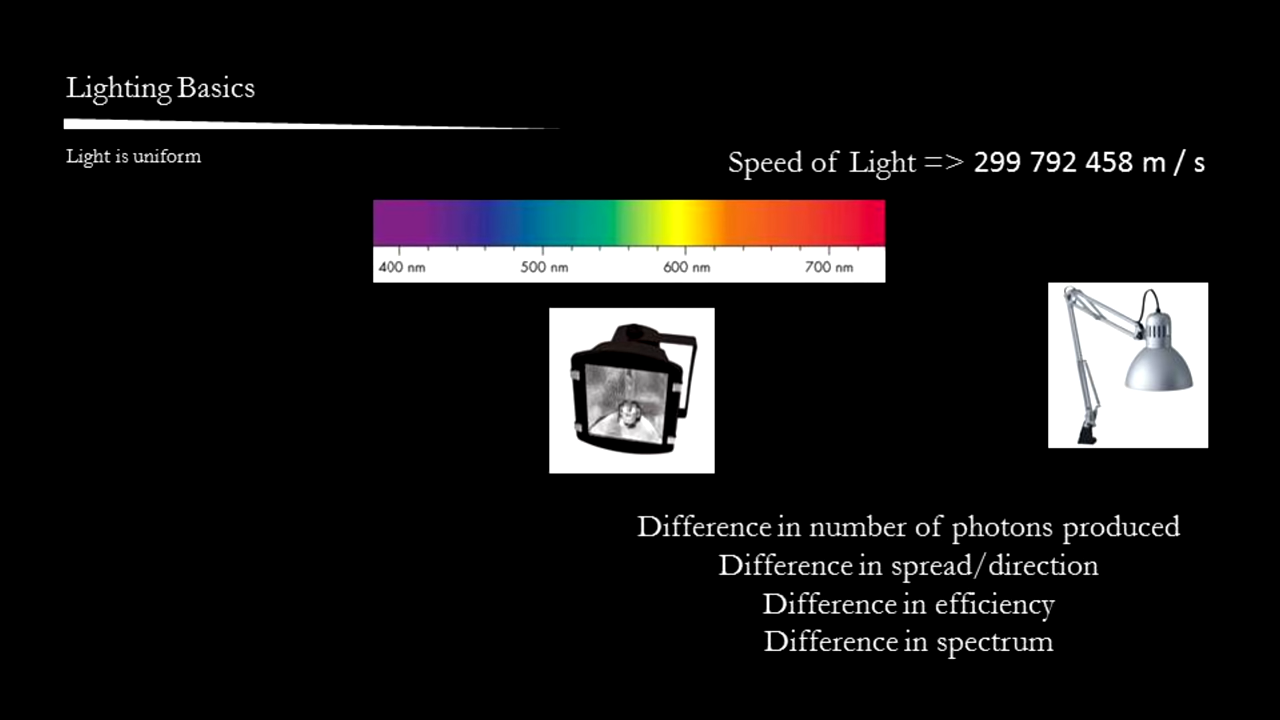 Lighting Basics
Light is uniform
Speed of Light => 299 792 458 m / s
400 nm 500 nm 600 nm 700 nm
Difference in number of photons produced
Difference in spread/direction
Difference in efficiency
Difference in spectrum